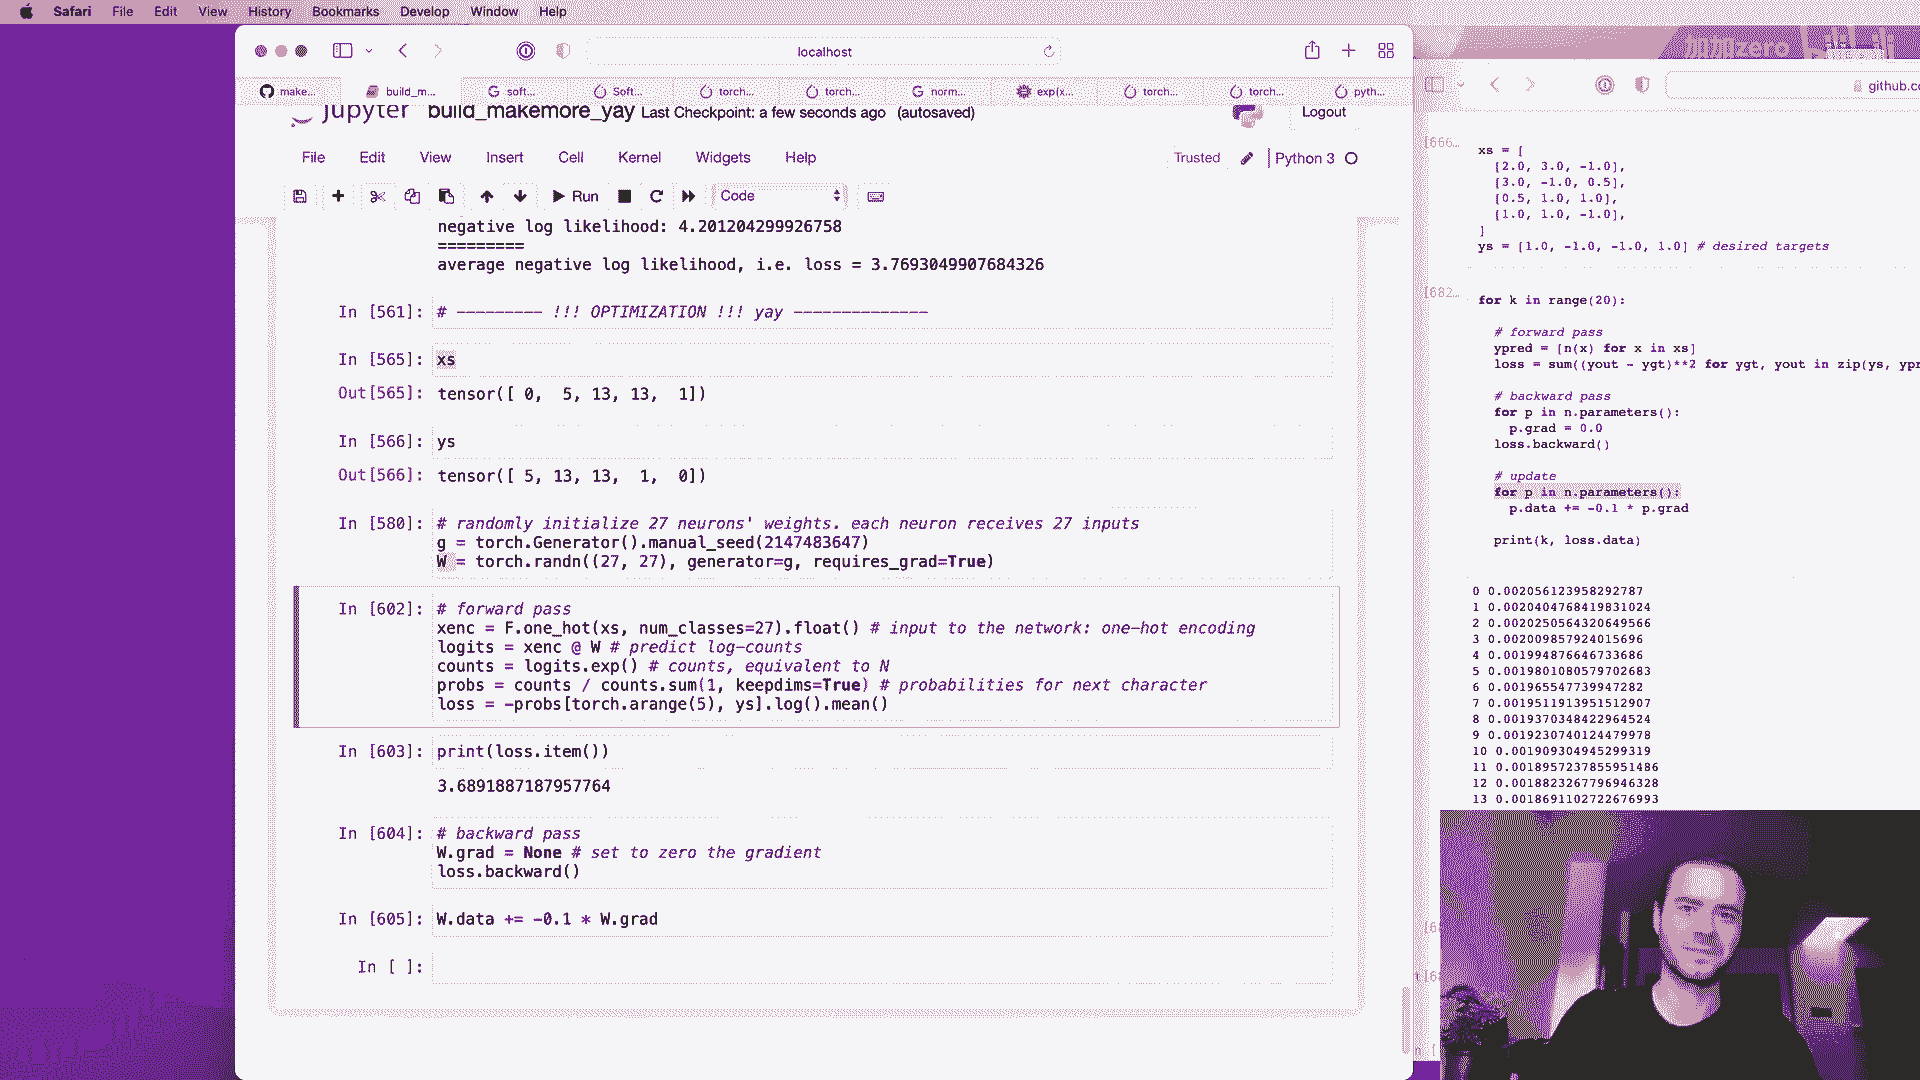 Safari File Edit View History Bookmarks Develop Window Help
localhost
make... build_m... soft... Soft... torch... torch... norm... exp(x... torch... torch... pyth...
jupyter build_makemore_yay Last Checkpoint: a few seconds ago (autosaved)
Logout
File Edit View Insert Cell Kernel Widgets Help
Trusted Python 3
Run Code
negative log likelihood: 4.201204299926758
=========
average negative log likelihood, i.e. loss = 3.7693049907684326
In [561]: # --------- !!! OPTIMIZATION !!! yay --------------
In [565]: xs
Out[565]: tensor([ 0,  5, 13, 13,  1])
In [566]: ys
Out[566]: tensor([ 5, 13, 13,  1,  0])
In [580]: # randomly initialize 27 neurons' weights. each neuron receives 27 inputs
g = torch.Generator().manual_seed(2147483647)
W = torch.randn((27, 27), generator=g, requires_grad=True)
In [602]: # forward pass
xenc = F.one_hot(xs, num_classes=27).float() # input to the network: one-hot encoding
logits = xenc @ W # predict log-counts
counts = logits.exp() # counts, equivalent to N
probs = counts / counts.sum(1, keepdims=True) # probabilities for next character
loss = -probs[torch.arange(5), ys].log().mean()
In [603]: print(loss.item())
3.6891887187957764
In [604]: # backward pass
W.grad = None # set to zero the gradient
loss.backward()
In [605]: W.data += -0.1 * W.grad
In [ ]:
加加zero bilibili
github.co
[666...
xs = [
[2.0, 3.0, -1.0],
[3.0, -1.0, 0.5],
[0.5, 1.0, 1.0],
[1.0, 1.0, -1.0],
]
ys = [1.0, -1.0, -1.0, 1.0] # desired targets
[682...
for k in range(20):
# forward pass
ypred = [n(x) for x in xs]
loss = sum((yout - ygt)**2 for ygt, yout in zip(ys, ypr
# backward pass
for p in n.parameters():
p.grad = 0.0
loss.backward()
# update
for p in n.parameters():
p.data += -0.1 * p.grad
print(k, loss.data)
0 0.002056123958292787
1 0.0020404768419831024
2 0.0020250564320649566
3 0.002009857924015696
4 0.001994876646733686
5 0.0019801080579702683
6 0.001965547739947282
7 0.0019511913951512907
8 0.0019370348422964524
9 0.0019230740124479978
10 0.001909304945299319
11 0.0018957237855951486
12 0.0018823267796946328
13 0.0018691102722676993